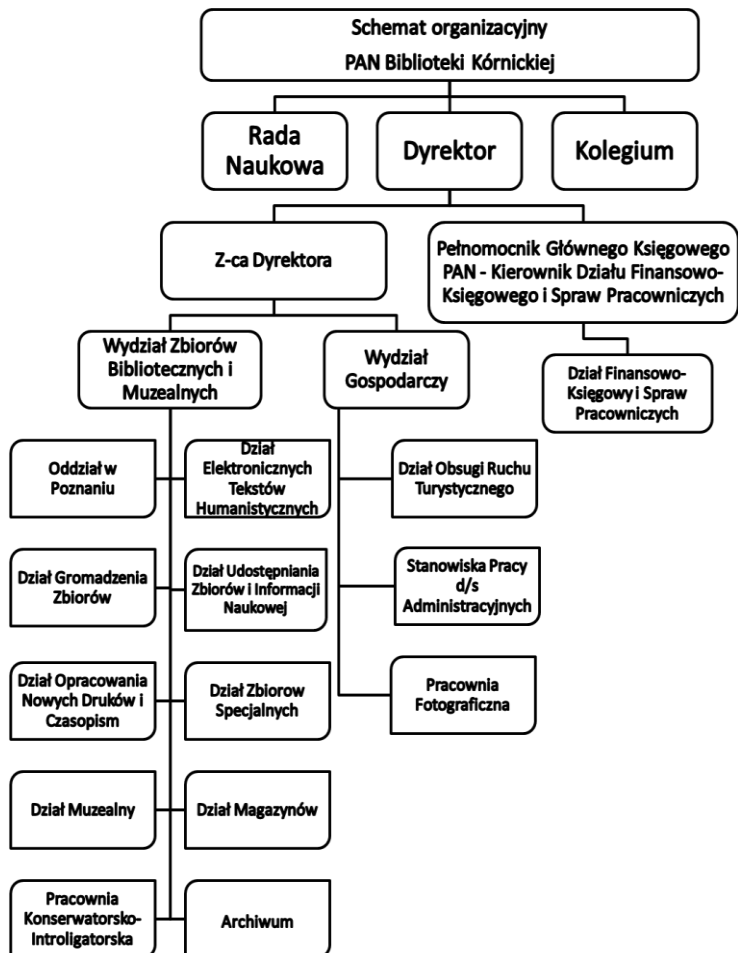 Schemat organizacyjny
PAN Biblioteki Kórnickiej
Rada
Naukowa
Dyrektor
Kolegium
Z-ca Dyrektora
Pełnomocnik Głównego Księgowego
PAN - Kierownik Działu Finansowo-
Księgowego i Spraw Pracowniczych
Wydział Zbiorów
Bibliotecznych i
Muzealnych
Wydział
Gospodarczy
Dział Finansowo-
Księgowy i Spraw
Pracowniczych
Oddział w
Poznaniu
Dział
Elektronicznych
Tekstów
Humanistycznych
Dział Obsugi Ruchu
Turystycznego
Dział Gromadzenia
Zbiorów
Dział Udostępniania
Zbiorów i Informacji
Naukowej
Stanowiska Pracy
d/s
Administracyjnych
Dział Opracowania
Nowych Druków i
Czasopism
Dział Zbiorow
Specjalnych
Pracownia
Fotograficzna
Dział Muzealny
Dział Magazynów
Pracownia
Konserwatorsko-
Introligatorska
Archiwum